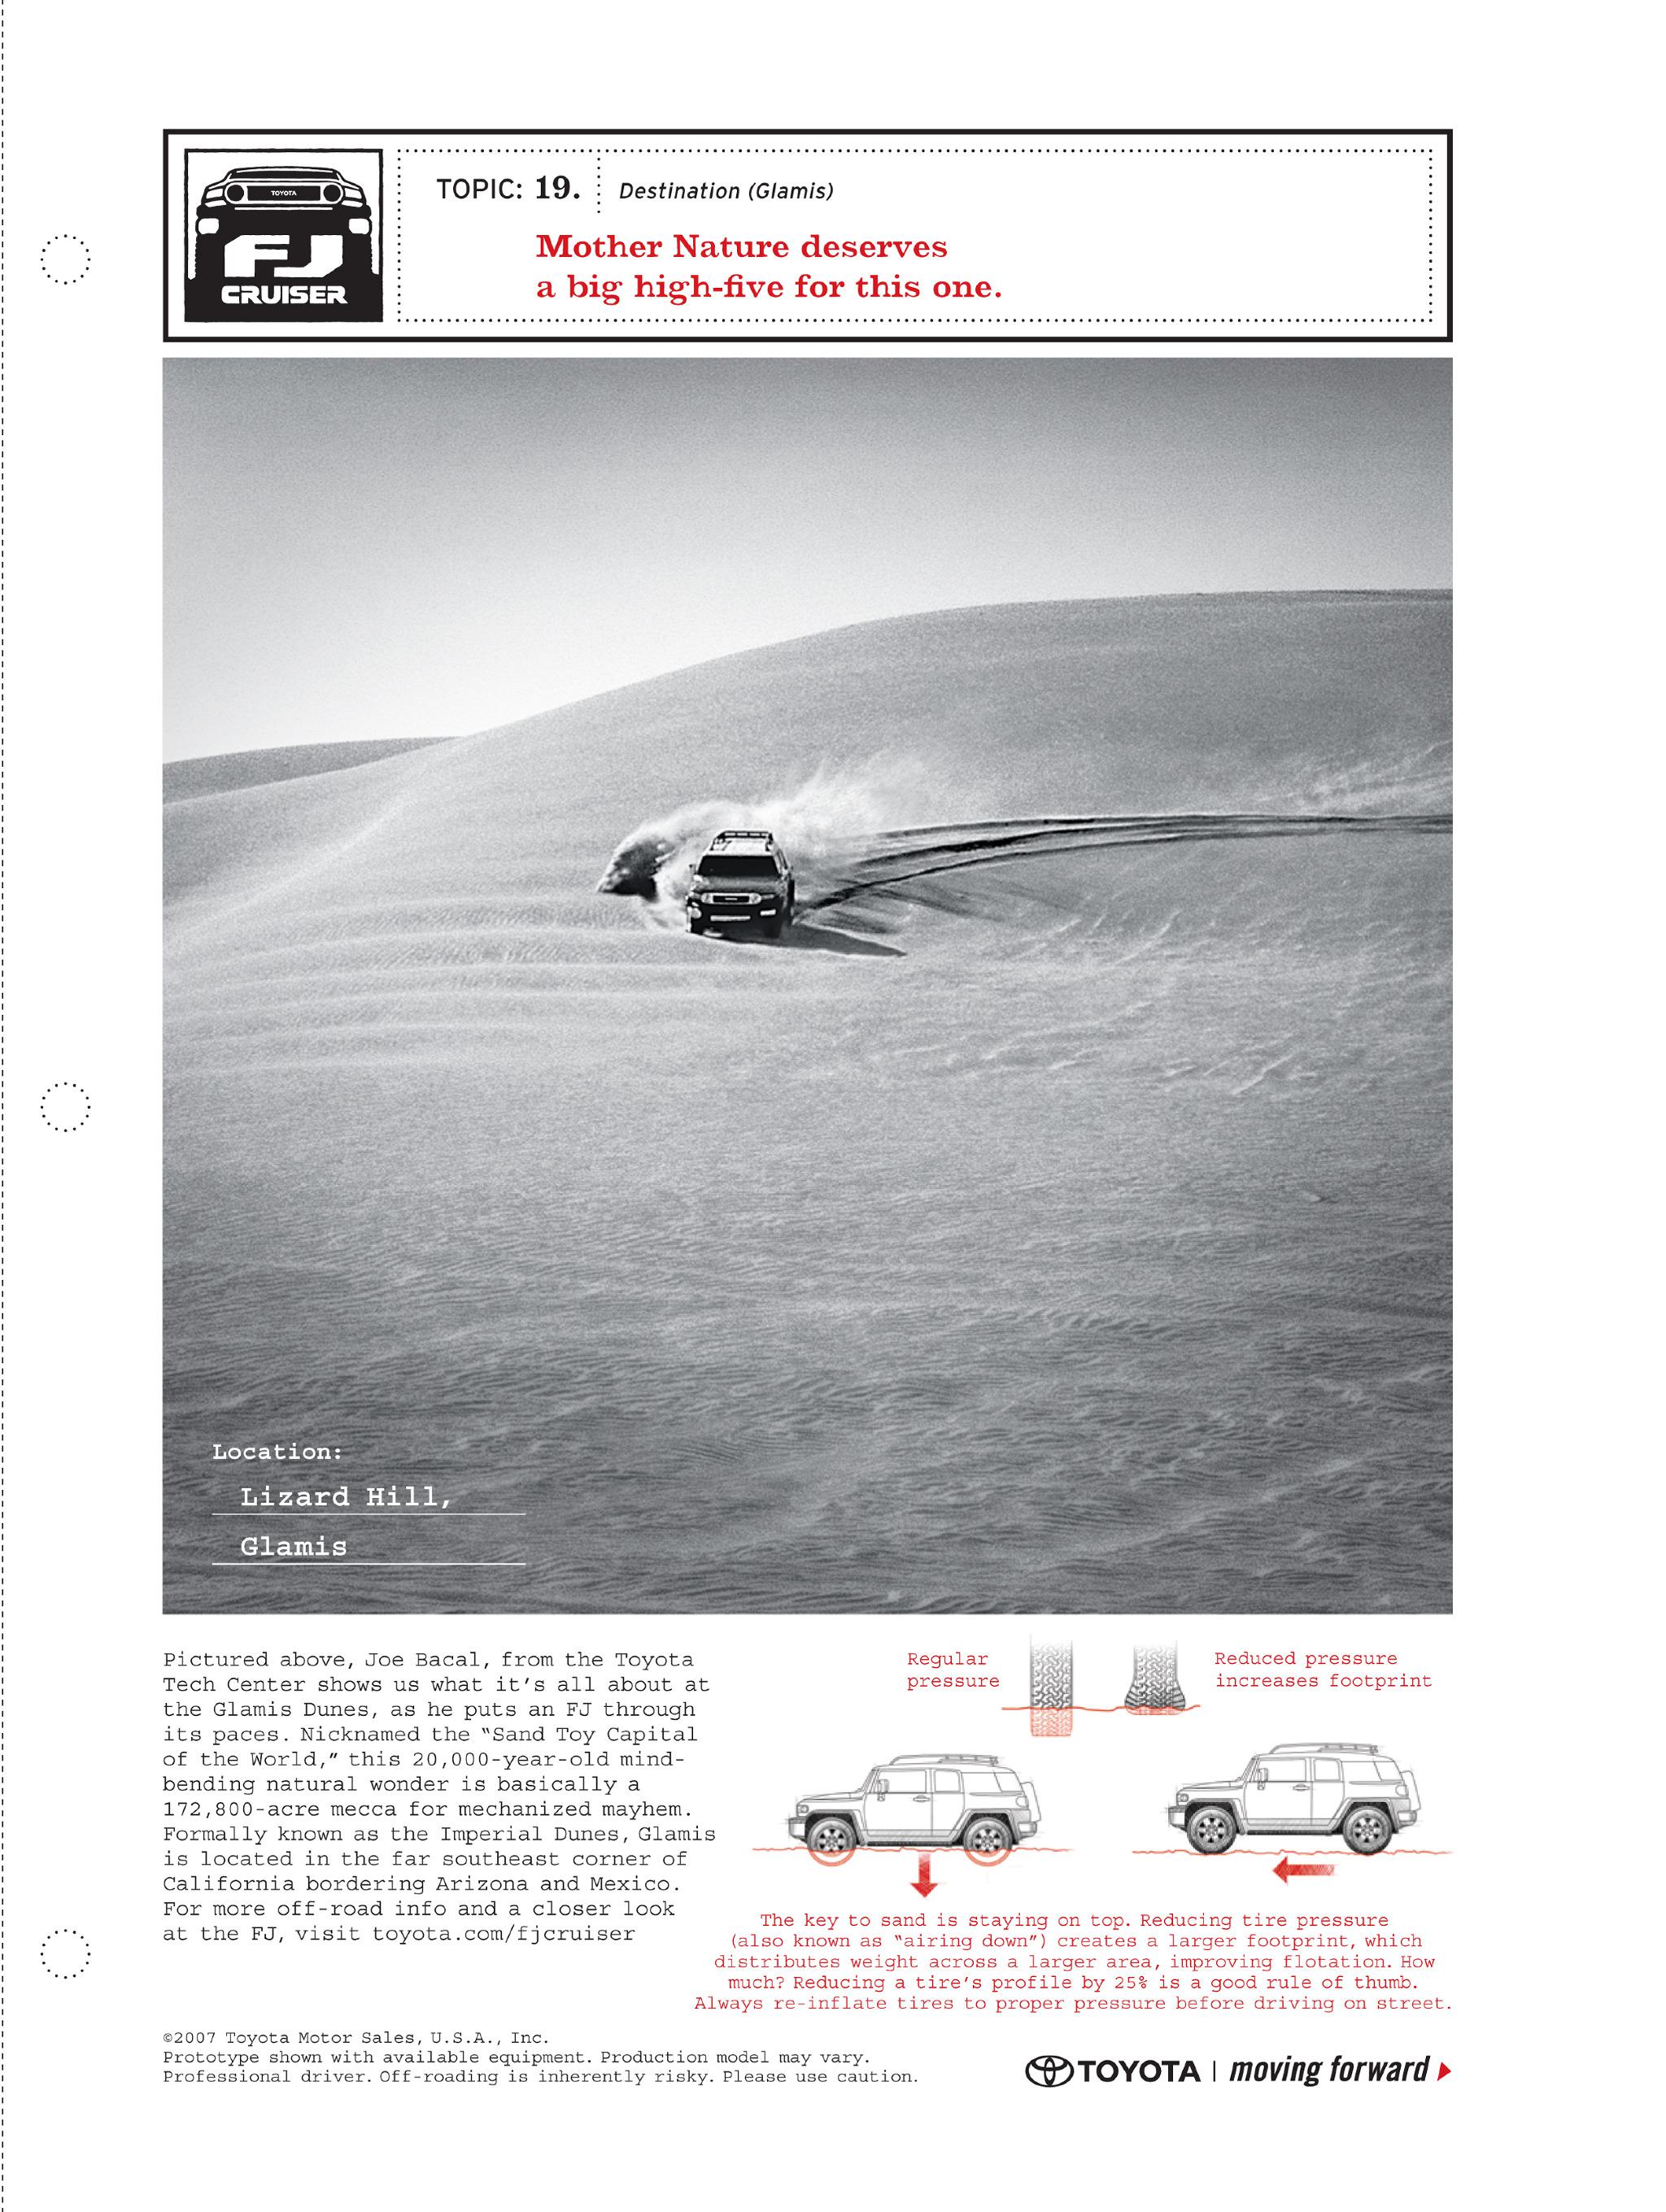 TOYOTA
FJ
CRUISER
TOPIC: 19. Destination (Glamis)
Mother Nature deserves
a big high-five for this one.
Location:
Lizard Hill,
Glamis
Pictured above, Joe Bacal, from the Toyota
Tech Center shows us what it's all about at
the Glamis Dunes, as he puts an FJ through
its paces. Nicknamed the “Sand Toy Capital
of the World,” this 20,000-year-old mind-
bending natural wonder is basically a
172,800-acre mecca for mechanized mayhem.
Formally known as the Imperial Dunes, Glamis
is located in the far southeast corner of
California bordering Arizona and Mexico.
For more off-road info and a closer look
at the FJ, visit toyota.com/fjcruiser
Regular
pressure
Reduced pressure
increases footprint
The key to sand is staying on top. Reducing tire pressure
(also known as “airing down”) creates a larger footprint, which
distributes weight across a larger area, improving flotation. How
much? Reducing a tire's profile by 25% is a good rule of thumb.
Always re-inflate tires to proper pressure before driving on street.
©2007 Toyota Motor Sales, U.S.A., Inc.
Prototype shown with available equipment. Production model may vary.
Professional driver. Off-roading is inherently risky. Please use caution.
TOYOTA | moving forward